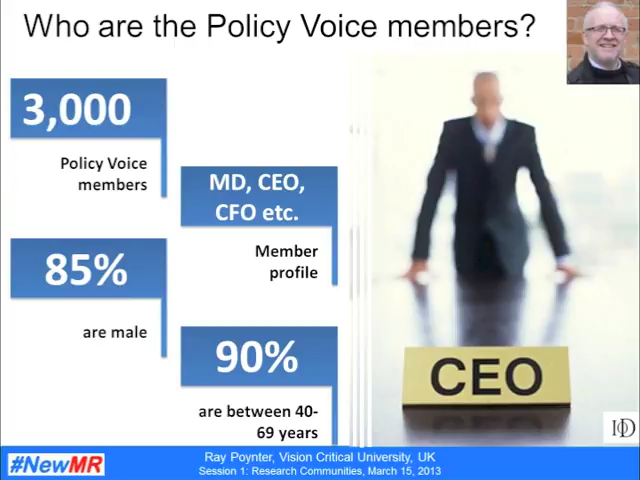 Who are the Policy Voice members?
3,000
Policy Voice
members
MD, CEO,
CFO etc.
Member
profile
85%
are male
90%
are between 40-
69 years
CEO
IOD
#NewMR
Ray Poynter, Vision Critical University, UK
Session 1: Research Communities, March 15, 2013